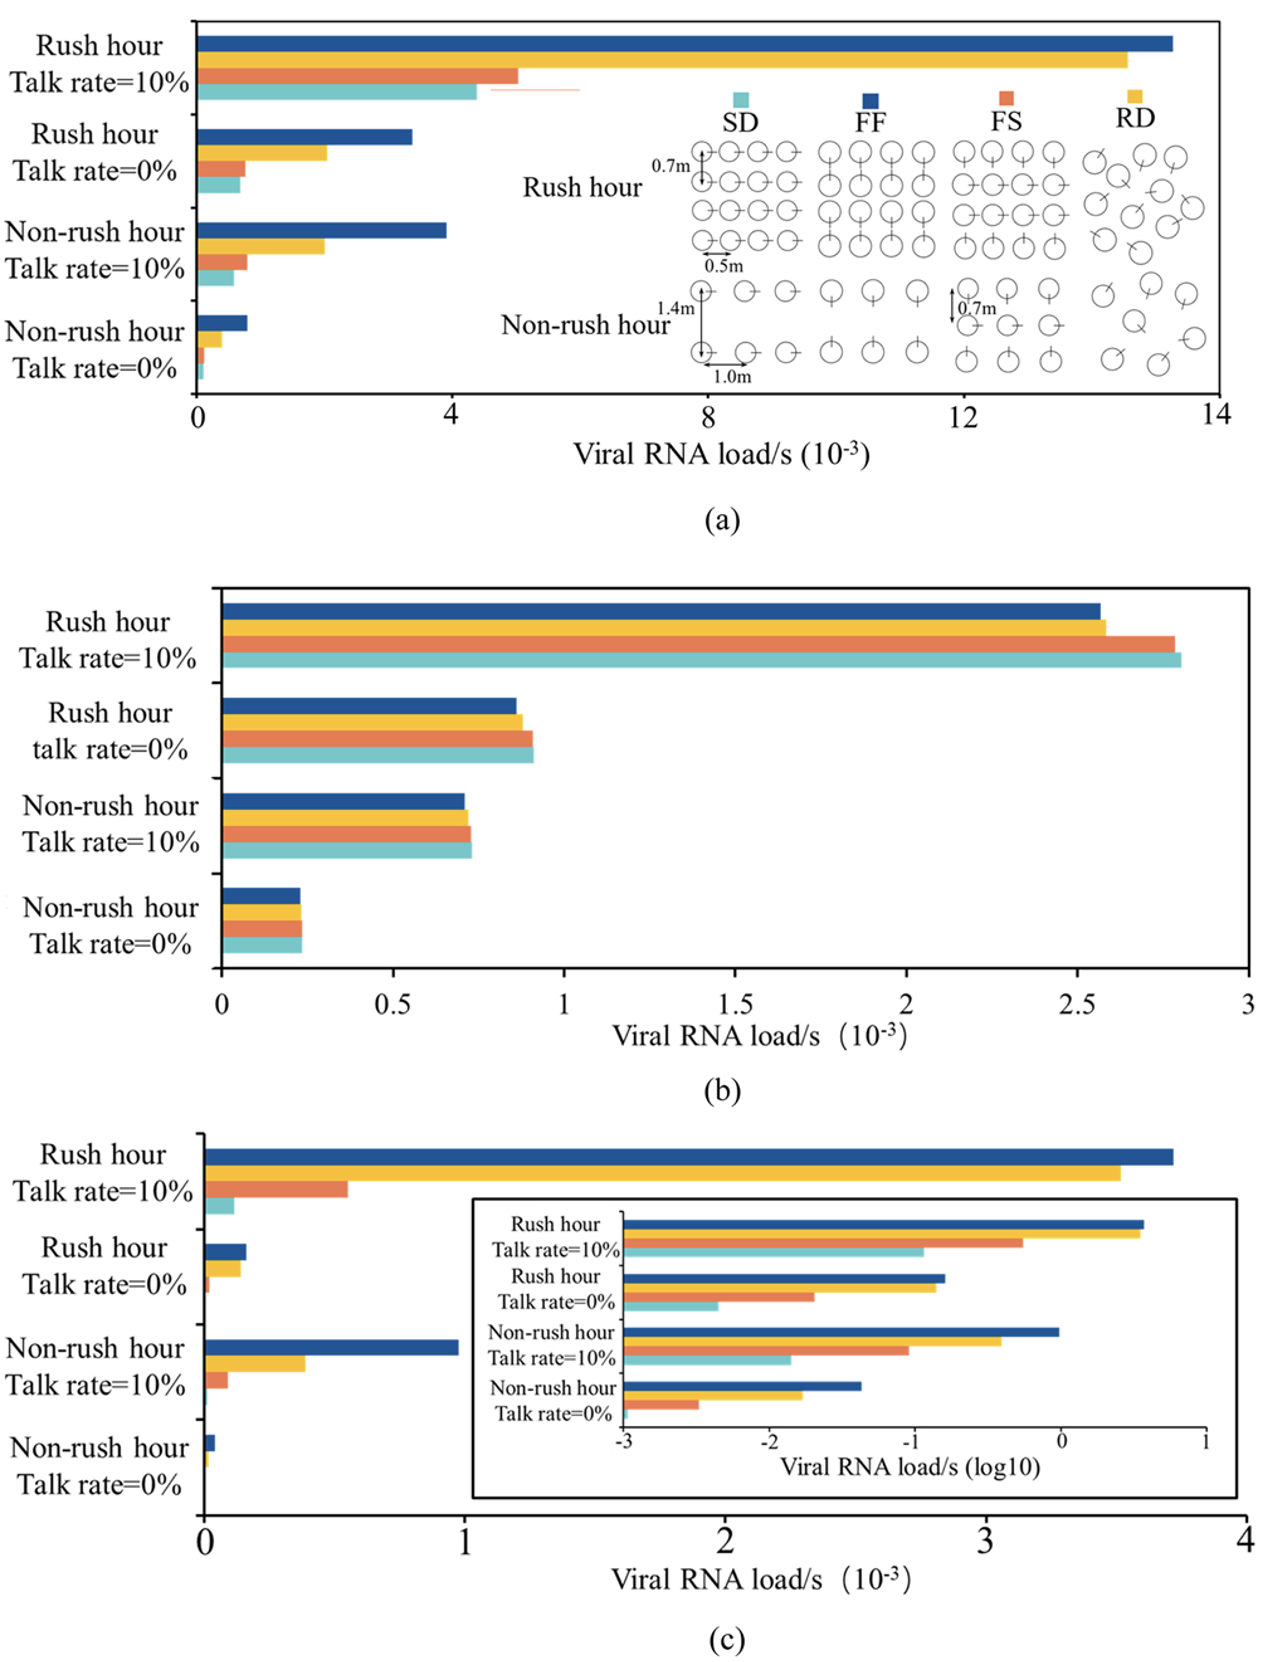 Rush hour
Talk rate=10%
Rush hour
Talk rate=0%
Non-rush hour
Talk rate=10%
Non-rush hour
Talk rate=0%
SD FF FS RD
0.7m
Rush hour
0.5m
1.4m
0.7m
Non-rush hour
1.0m
0 4 8 12 14
Viral RNA load/s (10-3)
(a)
Rush hour
Talk rate=10%
Rush hour
talk rate=0%
Non-rush hour
Talk rate=10%
Non-rush hour
Talk rate=0%
0 0.5 1 1.5 2 2.5 3
Viral RNA load/s (10-3)
(b)
Rush hour
Talk rate=10%
Rush hour
Talk rate=0%
Non-rush hour
Talk rate=10%
Non-rush hour
Talk rate=0%
Rush hour
Talk rate=10%
Rush hour
Talk rate=0%
Non-rush hour
Talk rate=10%
Non-rush hour
Talk rate=0%
-3 -2 -1 0 1
Viral RNA load/s (log10)
0 1 2 3 4
Viral RNA load/s (10-3)
(c)